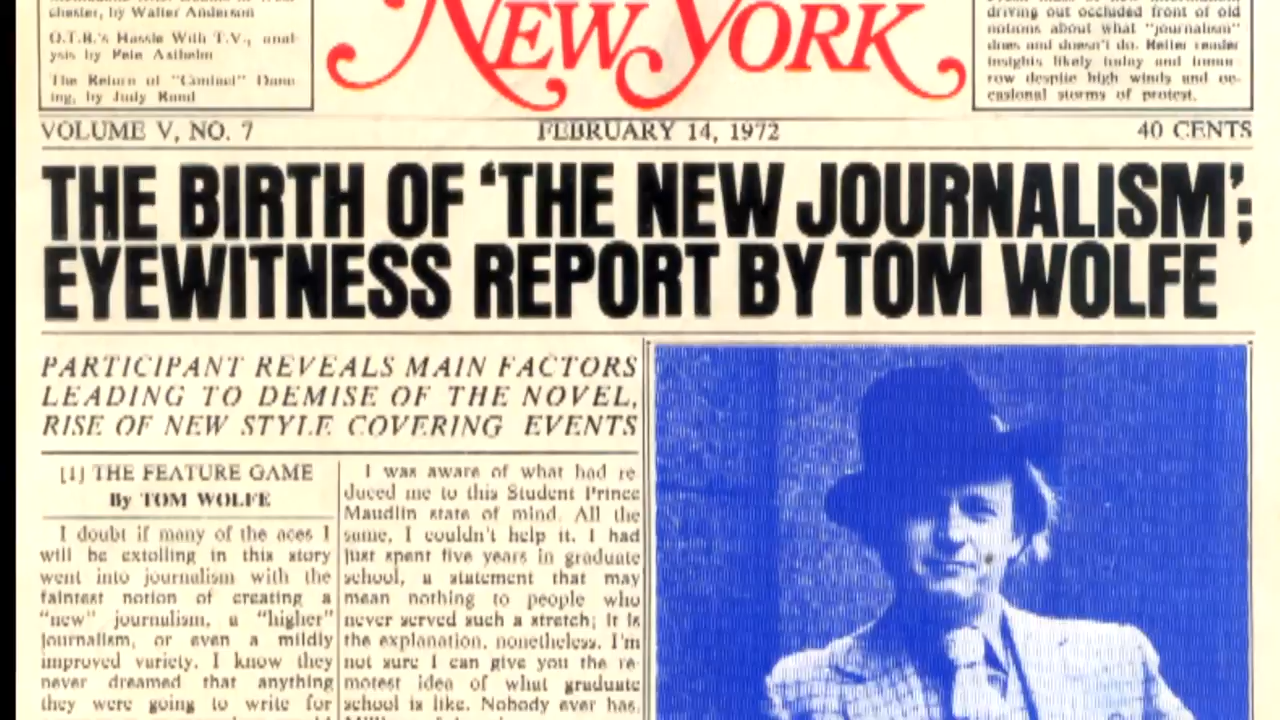 chester, by Walter Anderson
O.T.B.'s Hassle With T.V., anal-
ysis by Pete Axthelm
The Return of "Contact" Danc-
ing, by Judy Rand
NEW YORK
driving out occluded front of old
notions about what "journalism"
does and doesn't do. Better reader
insights likely today and tomor-
row despite high winds and oc-
casional storms of protest.
VOLUME V, NO. 7 FEBRUARY 14, 1972 40 CENTS
THE BIRTH OF 'THE NEW JOURNALISM';
EYEWITNESS REPORT BY TOM WOLFE
PARTICIPANT REVEALS MAIN FACTORS
LEADING TO DEMISE OF THE NOVEL,
RISE OF NEW STYLE COVERING EVENTS
[1] THE FEATURE GAME
By TOM WOLFE
I doubt if many of the aces I
will be extolling in this story
went into journalism with the
faintest notion of creating a
"new" journalism, a "higher"
journalism, or even a mildly
improved variety. I know they
never dreamed that anything
they were going to write for
I was aware of what had re-
duced me to this Student Prince
Maudlin state of mind. All the
same, I couldn't help it. I had
just spent five years in graduate
school, a statement that may
mean nothing to people who
never served such a stretch; it is
the explanation, nonetheless. I'm
not sure I can give you the re-
motest idea of what graduate
school is like. Nobody ever has.